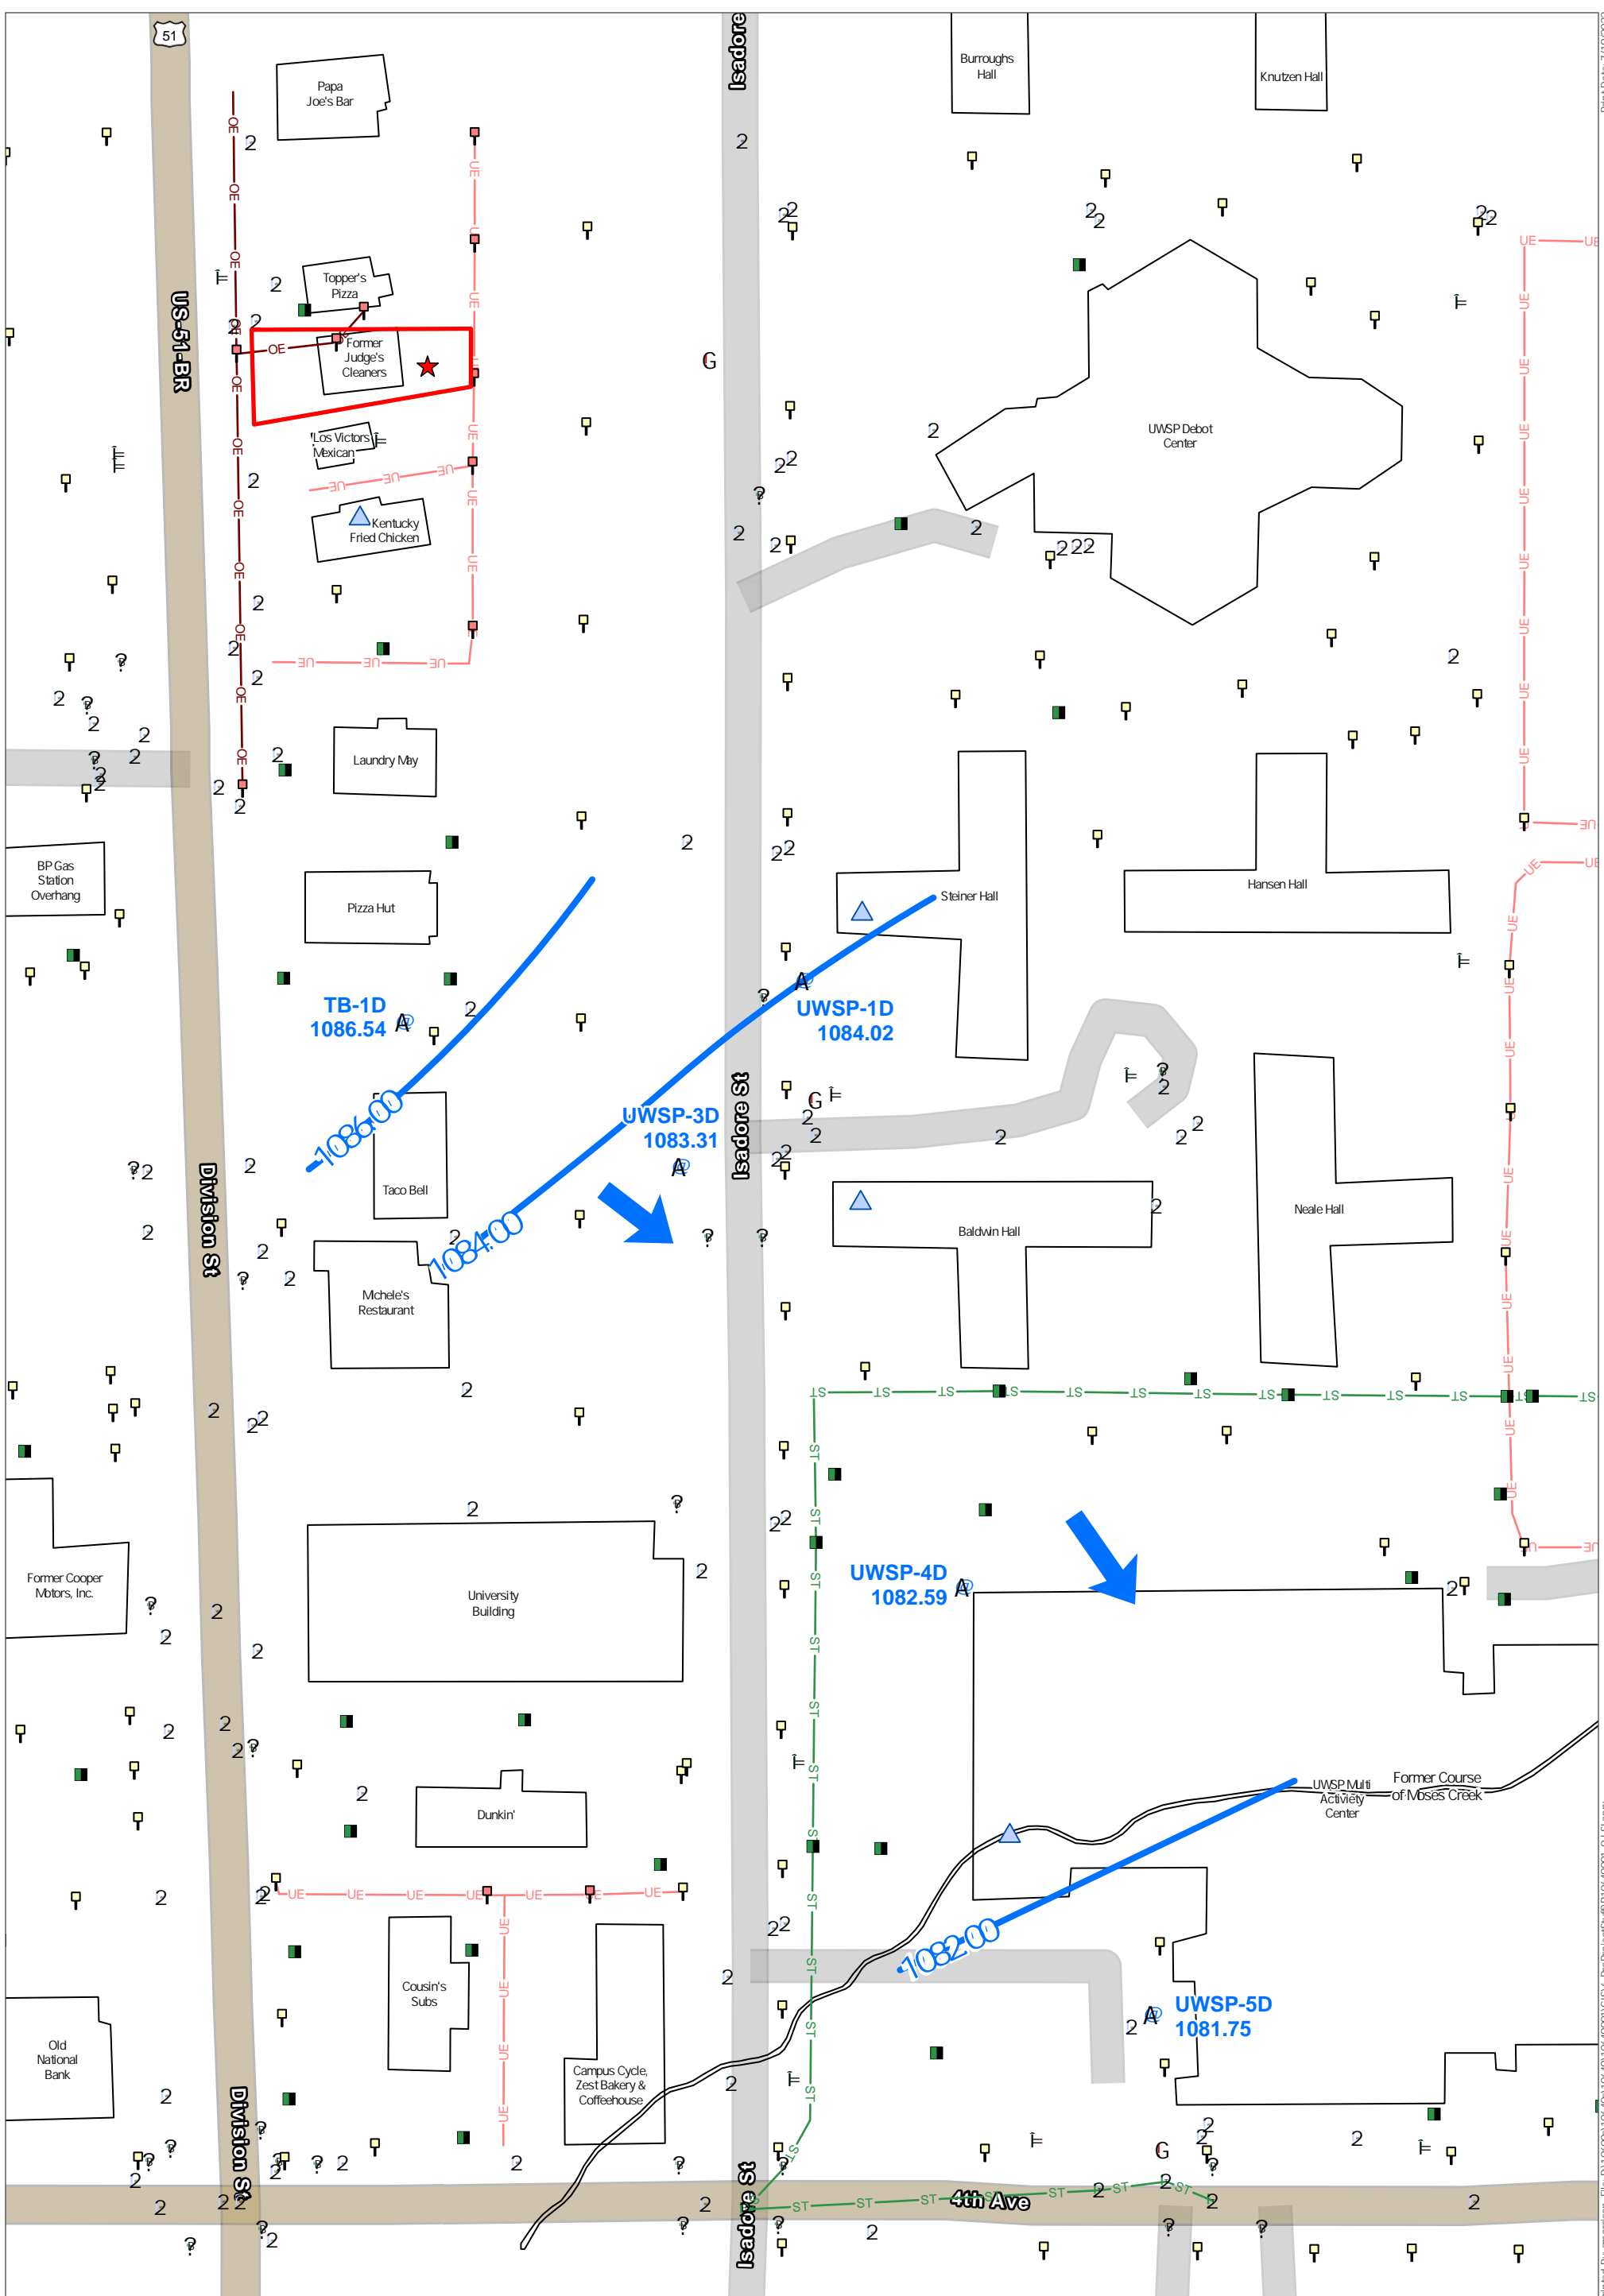 51
Isadore
Burroughs
Hall
Knutzen Hall
Papa
Joe's Bar
Topper's
Pizza
US-51-BR
Former
Judge's
Cleaners
OE
UE
G
Los Victors
Mexican
UWSP Debot
Center
Kentucky
Fried Chicken
Laundry May
BP Gas
Station
Overhang
Pizza Hut
Steiner Hall
Hansen Hall
TB-1D
1086.54
UWSP-1D
1084.02
1086.00
UWSP-3D
1083.31
Isadore St
Division St
Taco Bell
1084.00
Baldwin Hall
Neale Hall
Michele's
Restaurant
ST
Former Cooper
Motors, Inc.
University
Building
UWSP-4D
1082.59
Dunkin'
UWSP Multi
Activiety
Center
Former Course
of Moses Creek
1082.00
Cousin's
Subs
UWSP-5D
1081.75
Old
National
Bank
Campus Cycle,
Zest Bakery &
Coffeehouse
Division St
Isadore St
4th Ave